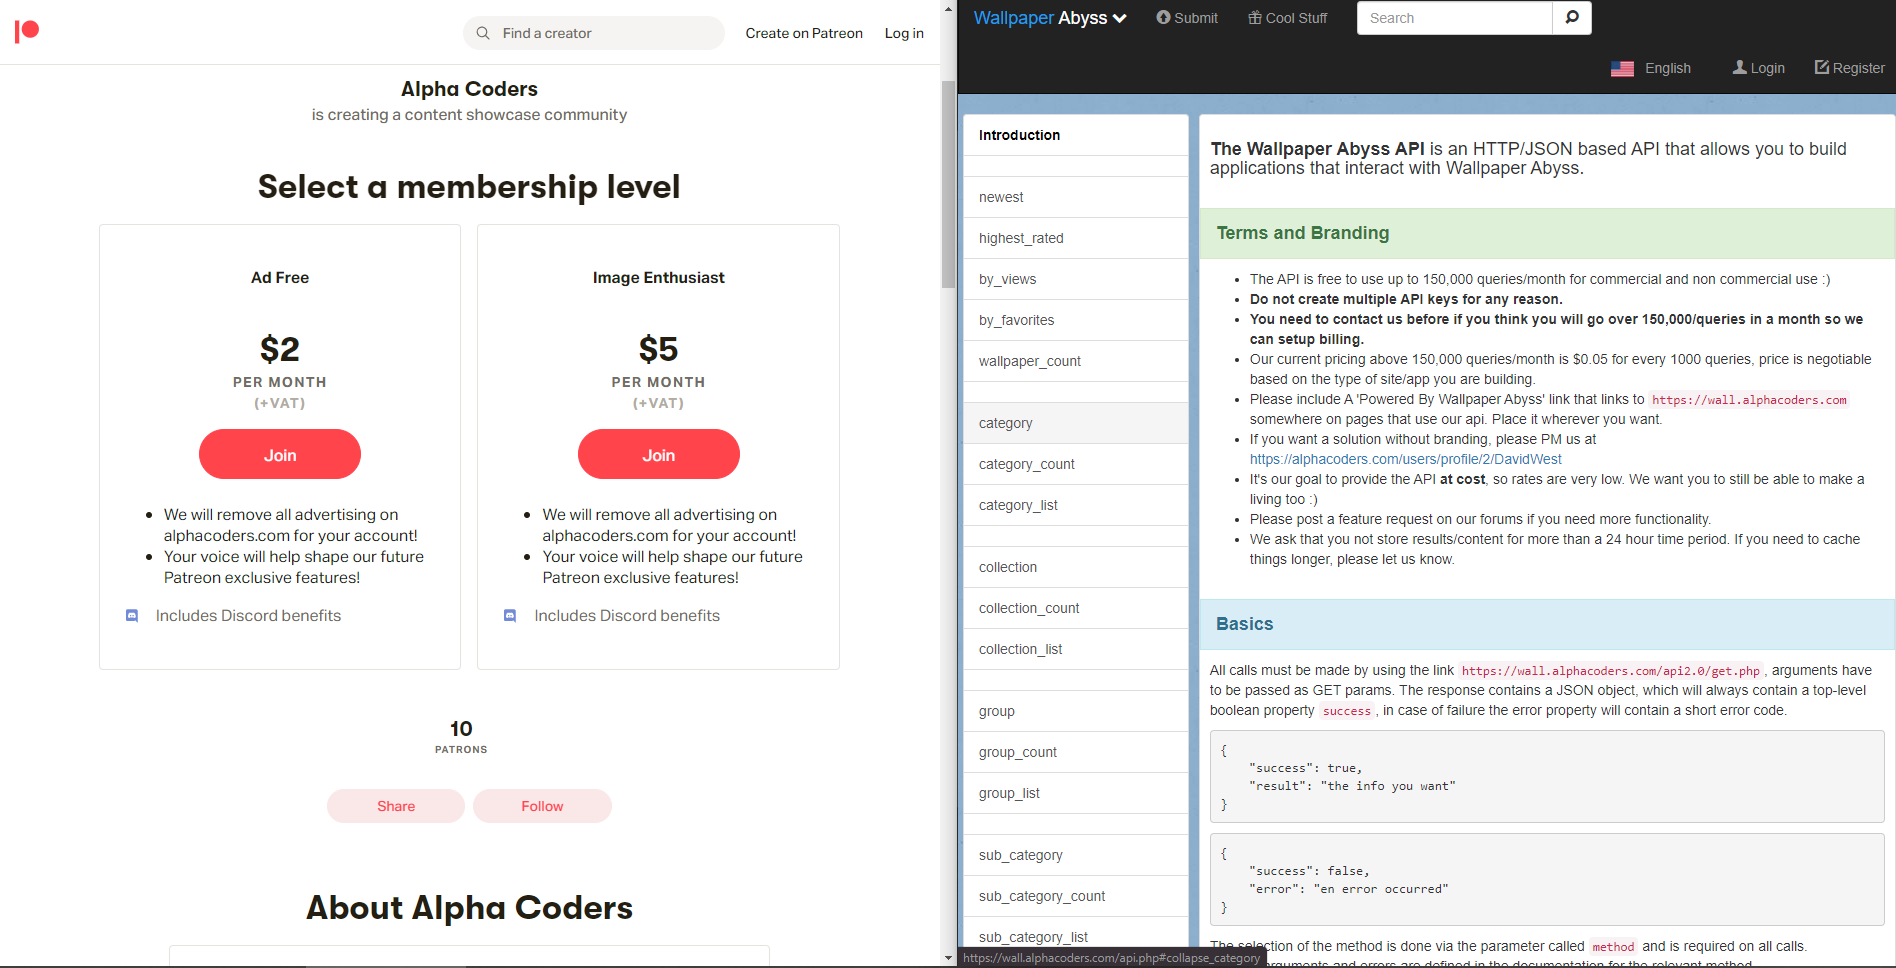 Find a creator
Create on Patreon
Log in
Alpha Coders
is creating a content showcase community
Select a membership level
Ad Free
$2
PER MONTH
(+VAT)
Join
We will remove all advertising on
alphacoders.com for your account!
Your voice will help shape our future
Patreon exclusive features!
Includes Discord benefits
Image Enthusiast
$5
PER MONTH
(+VAT)
Join
We will remove all advertising on
alphacoders.com for your account!
Your voice will help shape our future
Patreon exclusive features!
Includes Discord benefits
10
PATRONS
Share
Follow
About Alpha Coders
Wallpaper Abyss
Submit
Cool Stuff
Search
English
Login
Register
Introduction
newest
highest_rated
by_views
by_favorites
wallpaper_count
category
category_count
category_list
collection
collection_count
collection_list
group
group_count
group_list
sub_category
sub_category_count
sub_category_list
The Wallpaper Abyss API is an HTTP/JSON based API that allows you to build
applications that interact with Wallpaper Abyss.
Terms and Branding
The API is free to use up to 150,000 queries/month for commercial and non commercial use :)
Do not create multiple API keys for any reason.
You need to contact us before if you think you will go over 150,000/queries in a month so we
can setup billing.
Our current pricing above 150,000 queries/month is $0.05 for every 1000 queries, price is negotiable
based on the type of site/app you are building.
Please include A 'Powered By Wallpaper Abyss' link that links to https://wall.alphacoders.com
somewhere on pages that use our api. Place it wherever you want.
If you want a solution without branding, please PM us at
https://alphacoders.com/users/profile/2/DavidWest
It's our goal to provide the API at cost, so rates are very low. We want you to still be able to make a
living too :)
Please post a feature request on our forums if you need more functionality.
We ask that you not store results/content for more than a 24 hour time period. If you need to cache
things longer, please let us know.
Basics
All calls must be made by using the link https://wall.alphacoders.com/api2.0/get.php , arguments have
to be passed as GET params. The response contains a JSON object, which will always contain a top-level
boolean property success , in case of failure the error property will contain a short error code.
{
"success": true,
"result": "the info you want"
}
{
"success": false,
"error": "en error occurred"
}
The selection of the method is done via the parameter called method and is required on all calls.
arguments and errors are defined in the documentation for the relevant method
https://wall.alphacoders.com/api.php#collapse_category